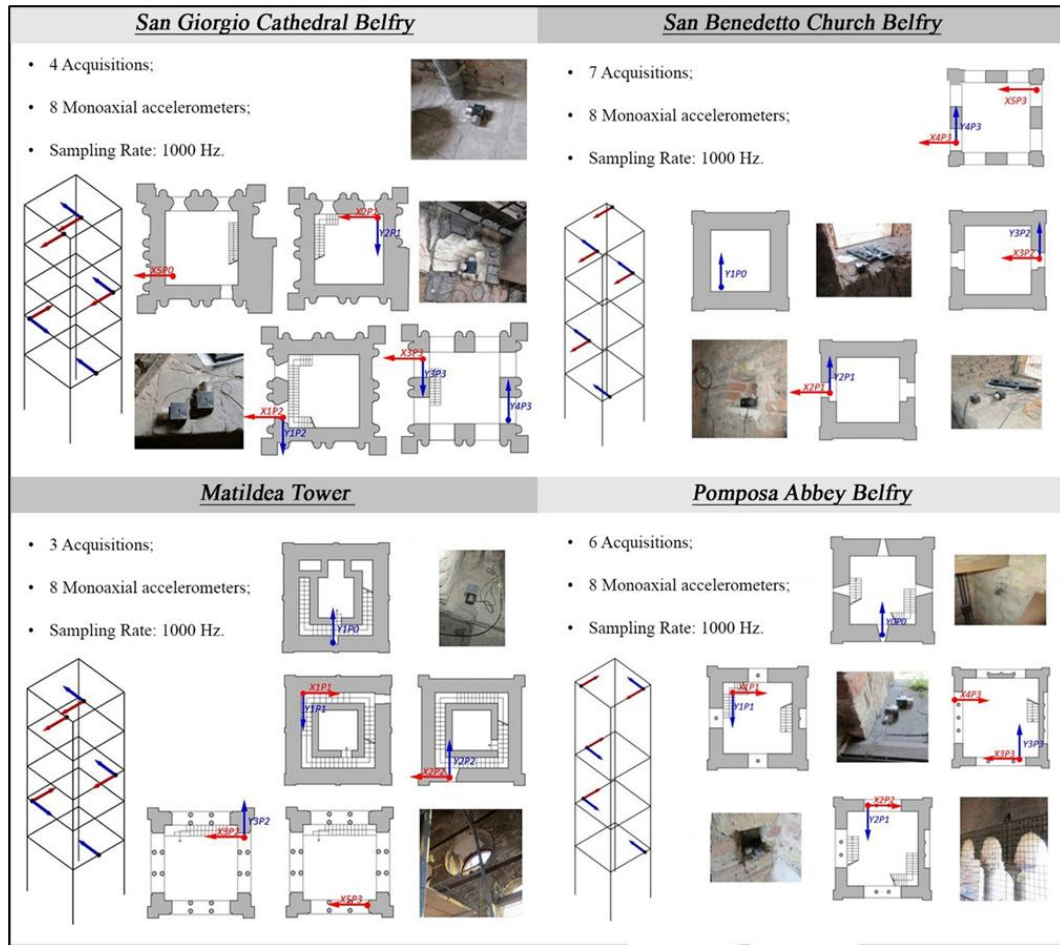 San Giorgio Cathedral Belfry
• 4 Acquisitions;
• 8 Monoaxial accelerometers;
• Sampling Rate: 1000 Hz.
X5P0
X2P1
Y2P1
X1P2
Y1P2
X3P3
Y3P3
Y4P3
San Benedetto Church Belfry
• 7 Acquisitions;
• 8 Monoaxial accelerometers;
• Sampling Rate: 1000 Hz.
X5P3
Y4P3
X4P3
Y1P0
Y3P2
X3P2
Y2P1
X2P1
Matildea Tower
• 3 Acquisitions;
• 8 Monoaxial accelerometers;
• Sampling Rate: 1000 Hz.
Y1P0
X1P1
Y1P1
Y2P2
X2P2
Y3P2
X3P2
X5P3
Pomposa Abbey Belfry
• 6 Acquisitions;
• 8 Monoaxial accelerometers;
• Sampling Rate: 1000 Hz.
Y0P0
X1P1
Y1P1
X4P3
Y3P3
X3P3
X2P2
Y2P1